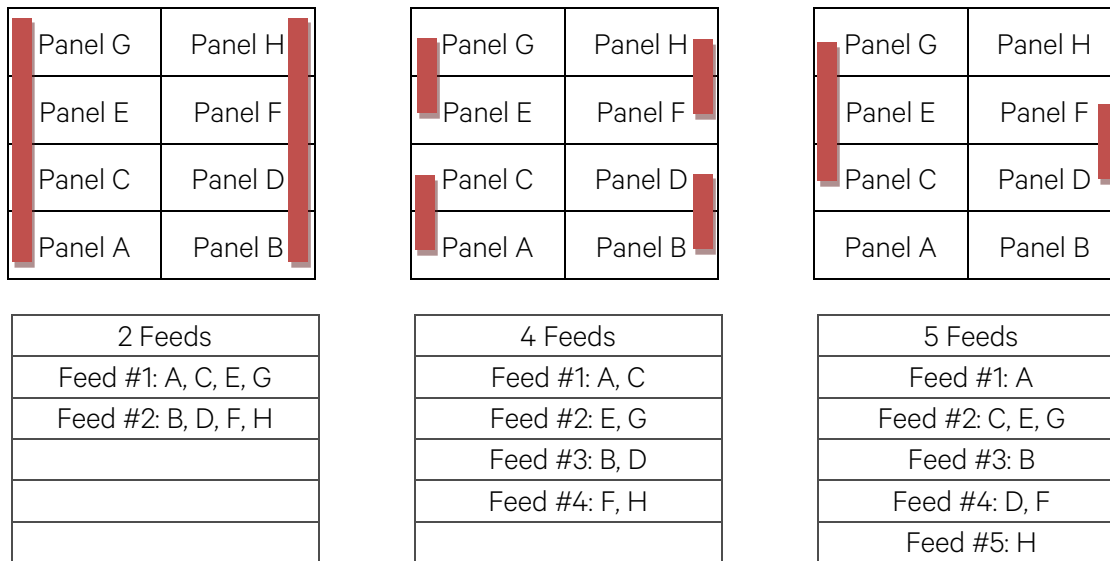 Panel G Panel H
Panel E Panel F
Panel C Panel D
Panel A Panel B
2 Feeds
Feed #1: A, C, E, G
Feed #2: B, D, F, H
Panel G Panel H
Panel E Panel F
Panel C Panel D
Panel A Panel B
4 Feeds
Feed #1: A, C
Feed #2: E, G
Feed #3: B, D
Feed #4: F, H
Panel G Panel H
Panel E Panel F
Panel C Panel D
Panel A Panel B
5 Feeds
Feed #1: A
Feed #2: C, E, G
Feed #3: B
Feed #4: D, F
Feed #5: H